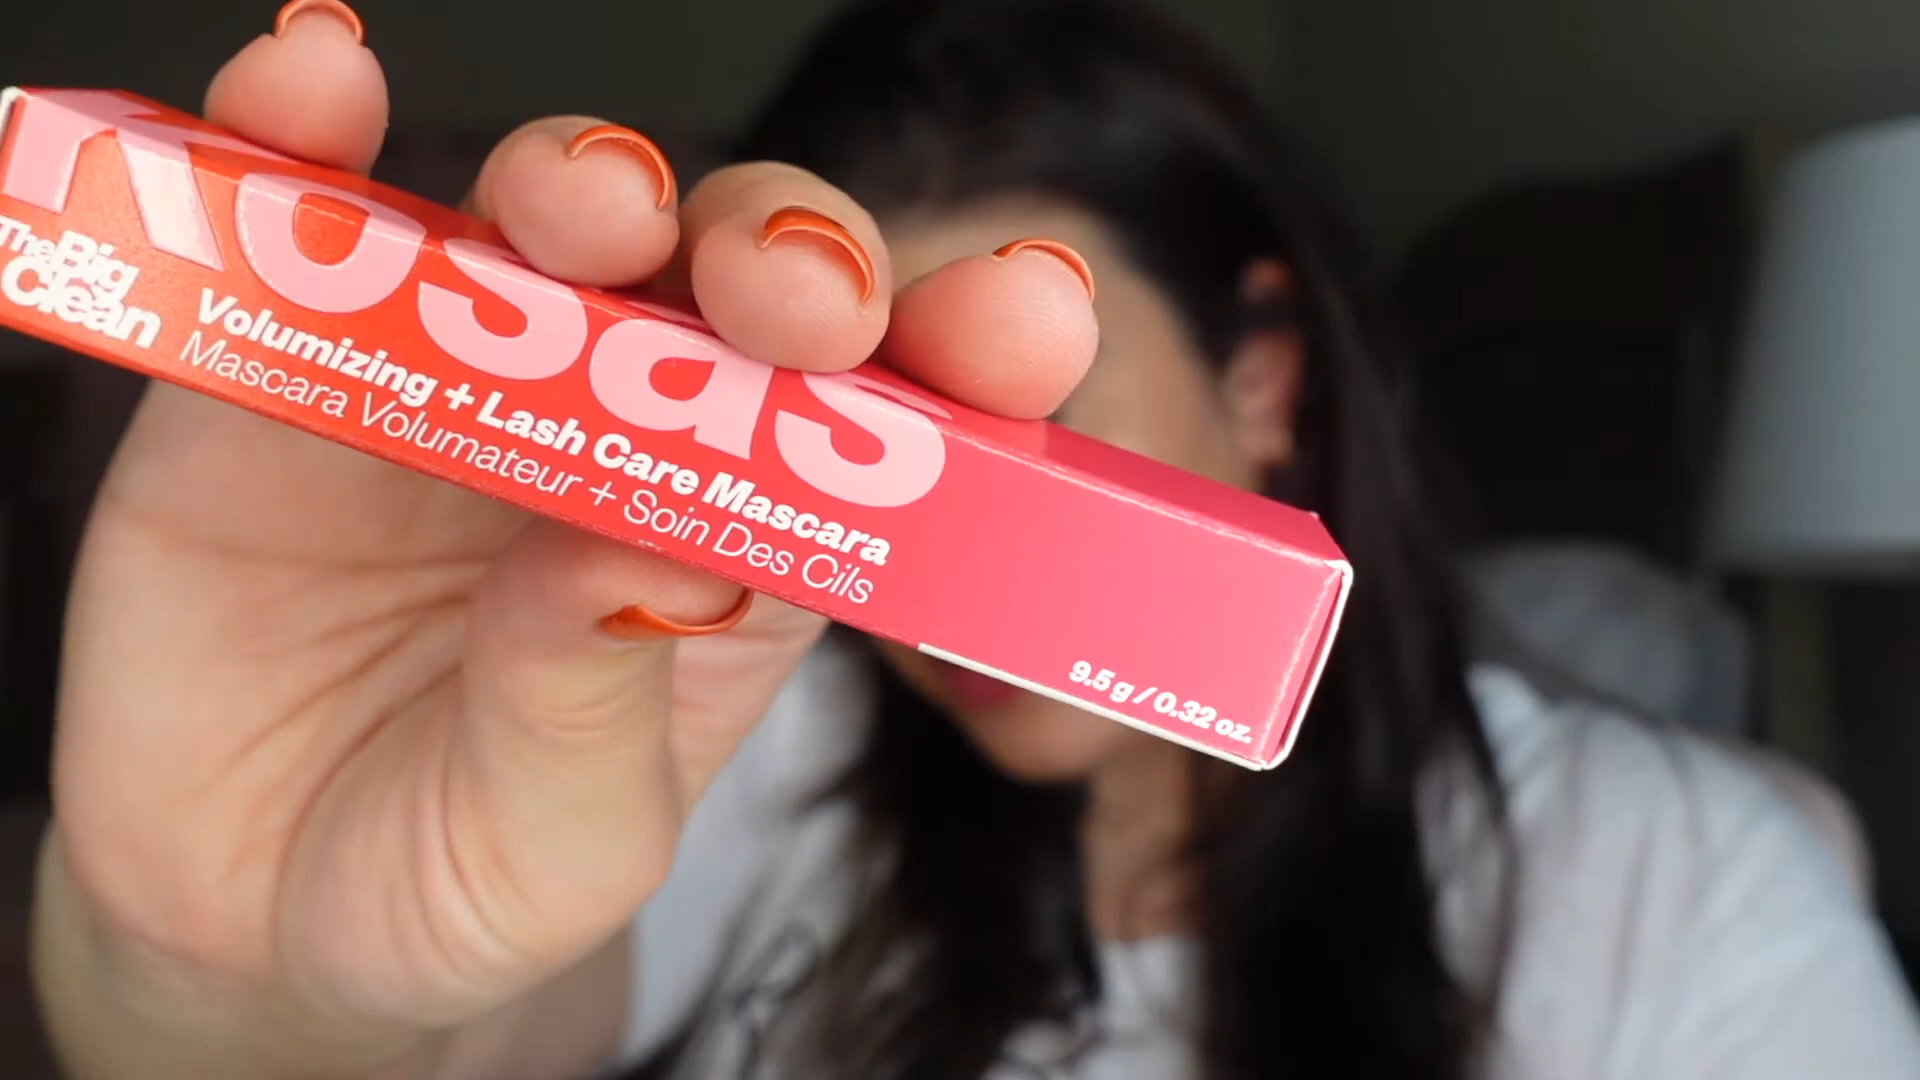 Kosas
The Big
Clean
Volumizing + Lash Care Mascara
Mascara Volumateur + Soin Des Cils
9.5 g / 0.32 oz.